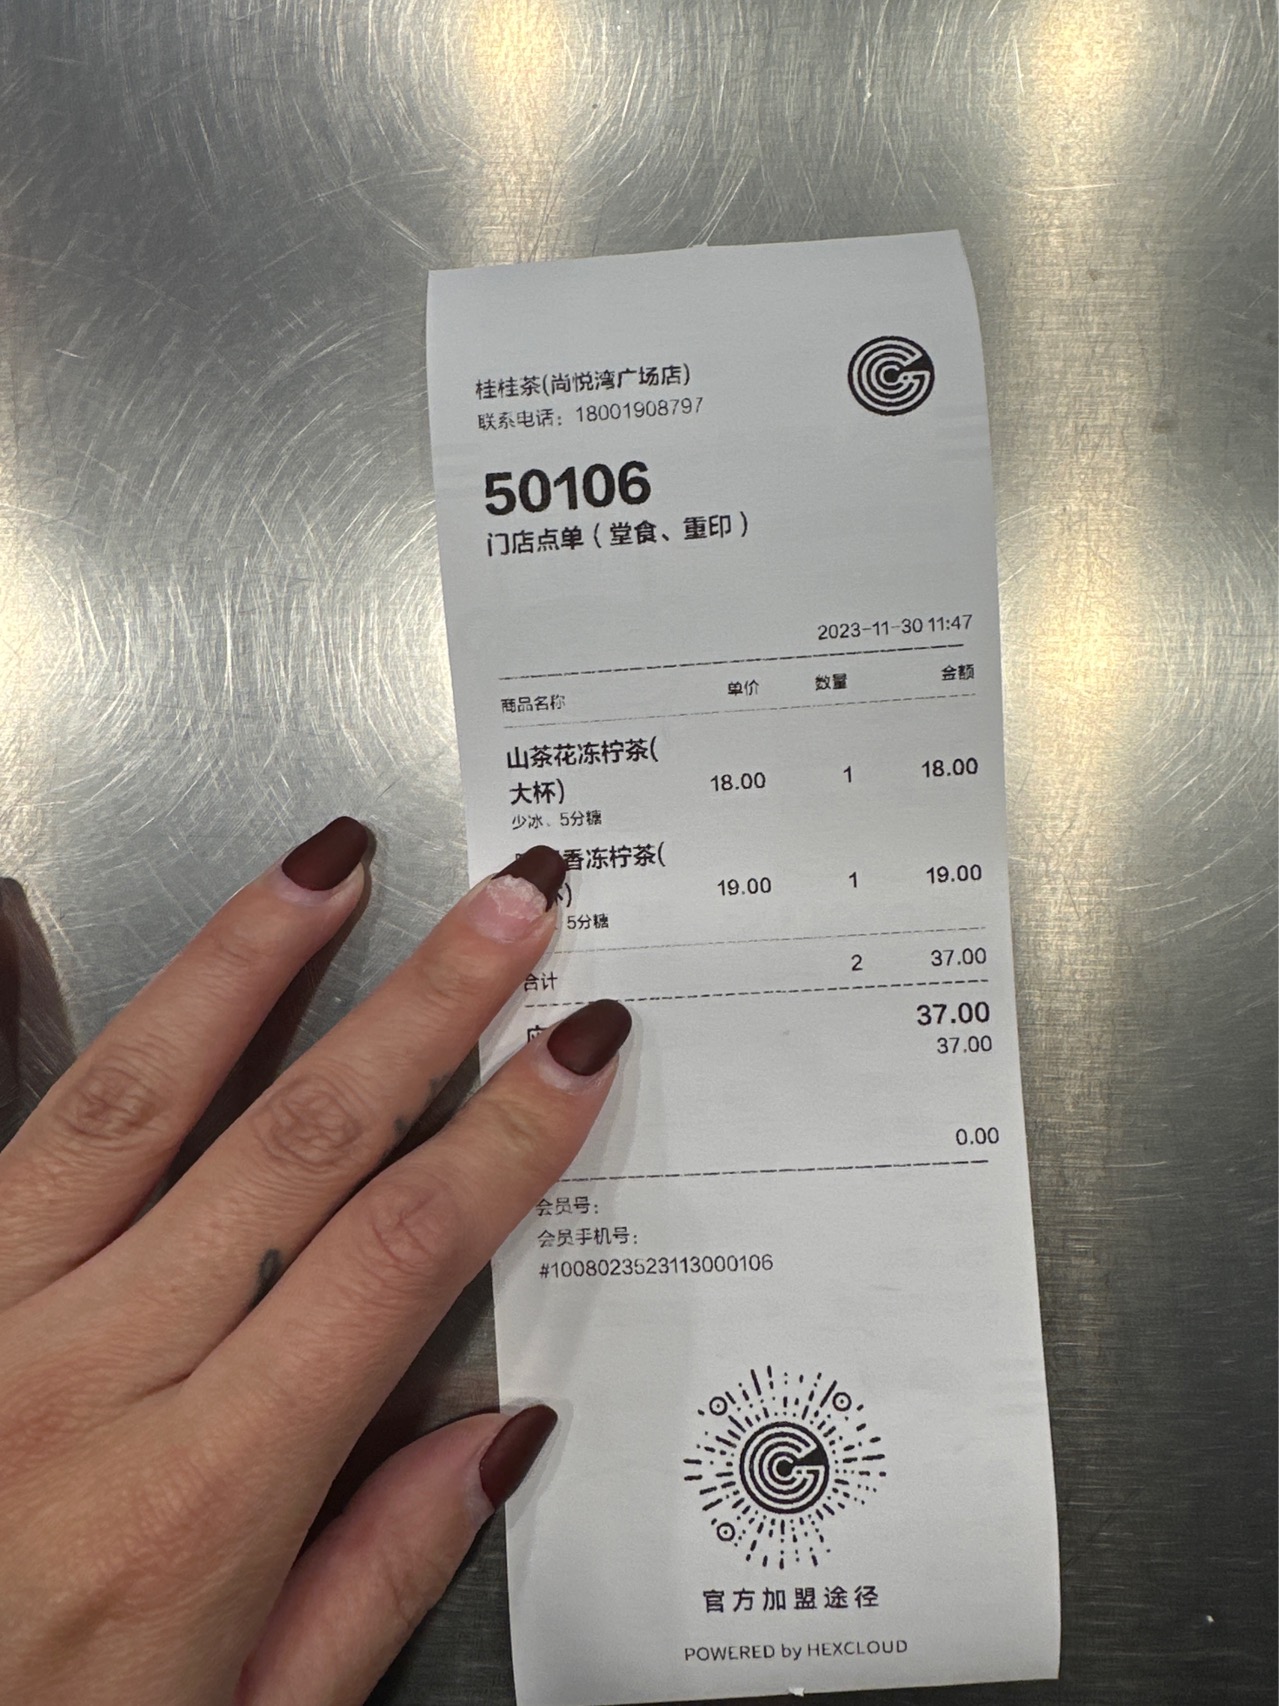 桂桂茶(尚悦湾广场店)
联系电话：18001908797
50106
门店点单（堂食、重印）
2023-11-30 11:47
商品名称 单价 数量 金额
山茶花冻柠茶(
大杯) 18.00 1 18.00
少冰、5分糖
香冻柠茶(
19.00 1 19.00
5分糖
合计 2 37.00
37.00
37.00
0.00
会员号：
会员手机号：
#1008023523113000106
官方加盟途径
POWERED by HEXCLOUD